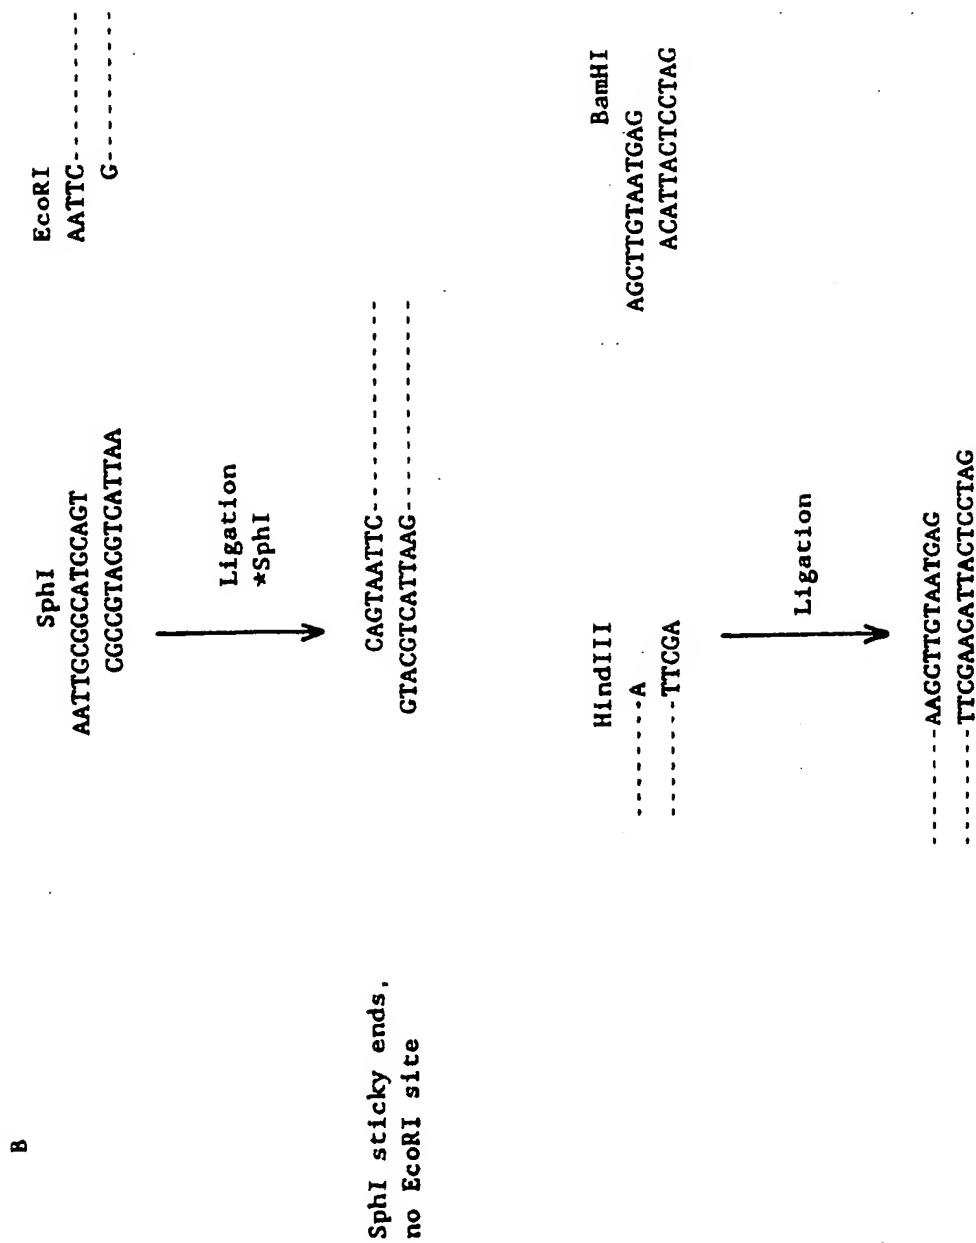 B
SphI EcoRI
AATTGCGGCATGCAGT AATTC----------
CGCCGTACGTCATTAA G----------
Ligation
*SphI
SphI sticky ends, CAGTAATTC---------------
no EcoRI site GTACGTCATTAAG---------------
HindIII BamHI
--------A AGCTTGTAATGAG
--------TTCGA ACATTACTCCTAG
Ligation
--------AAGCTTGTAATGAG
--------TTCGAACATTACTCCTAG